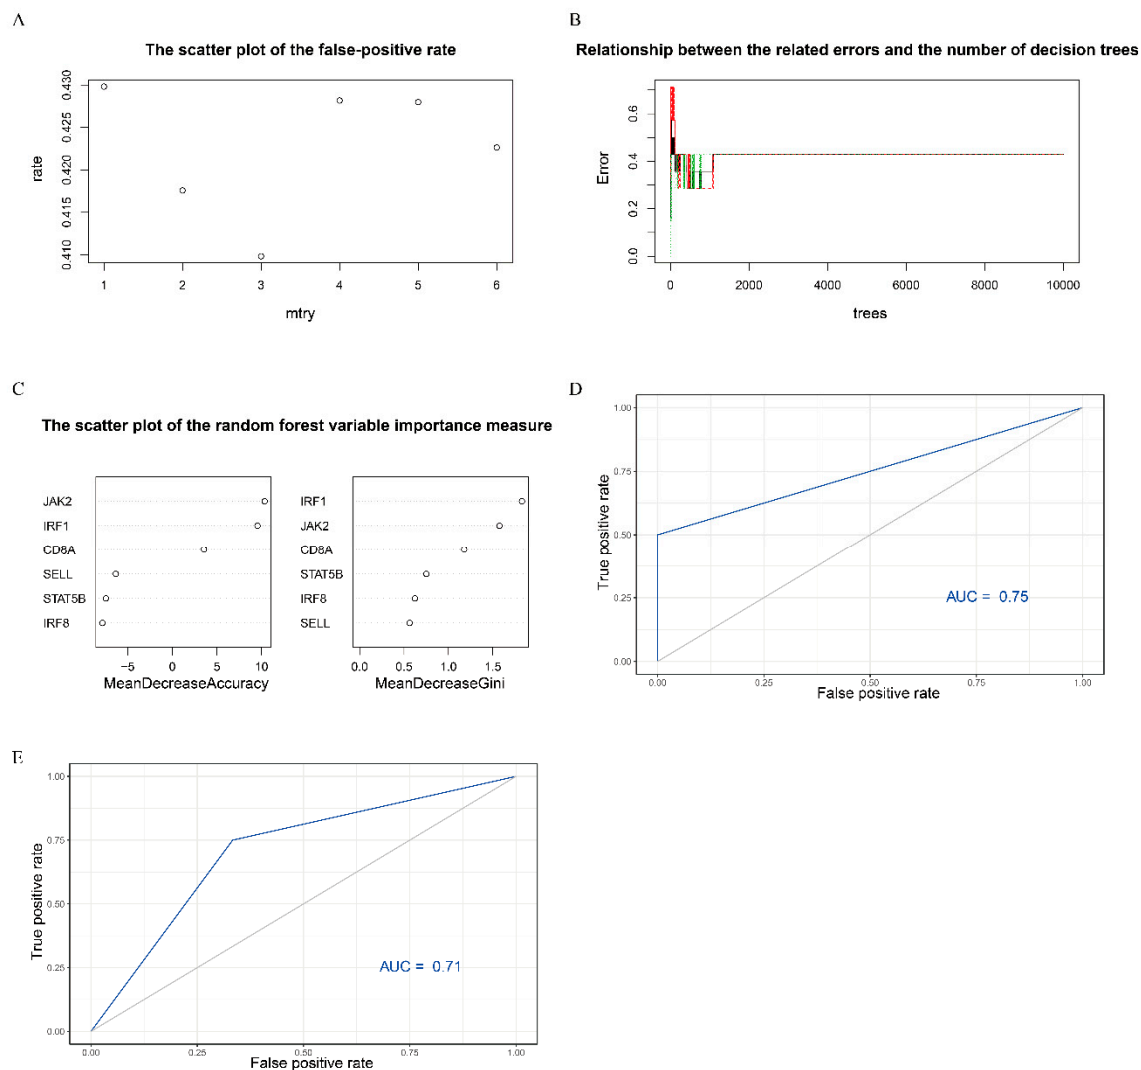 A
The scatter plot of the false-positive rate
rate
0.430
0.425
0.420
0.415
0.410
1 2 3 4 5 6
mtry
B
Relationship between the related errors and the number of decision trees
Error
0.6
0.4
0.2
0.0
0 2000 4000 6000 8000 10000
trees
C
The scatter plot of the random forest variable importance measure
JAK2
IRF1
CD8A
SELL
STAT5B
IRF8
−5 0 5 10
MeanDecreaseAccuracy
IRF1
JAK2
CD8A
STAT5B
IRF8
SELL
0.0 0.5 1.0 1.5
MeanDecreaseGini
D
True positive rate
1.00
0.75
0.50
0.25
0.00
AUC = 0.75
0.00 0.25 0.50 0.75 1.00
False positive rate
E
True positive rate
1.00
0.75
0.50
0.25
0.00
AUC = 0.71
0.00 0.25 0.50 0.75 1.00
False positive rate